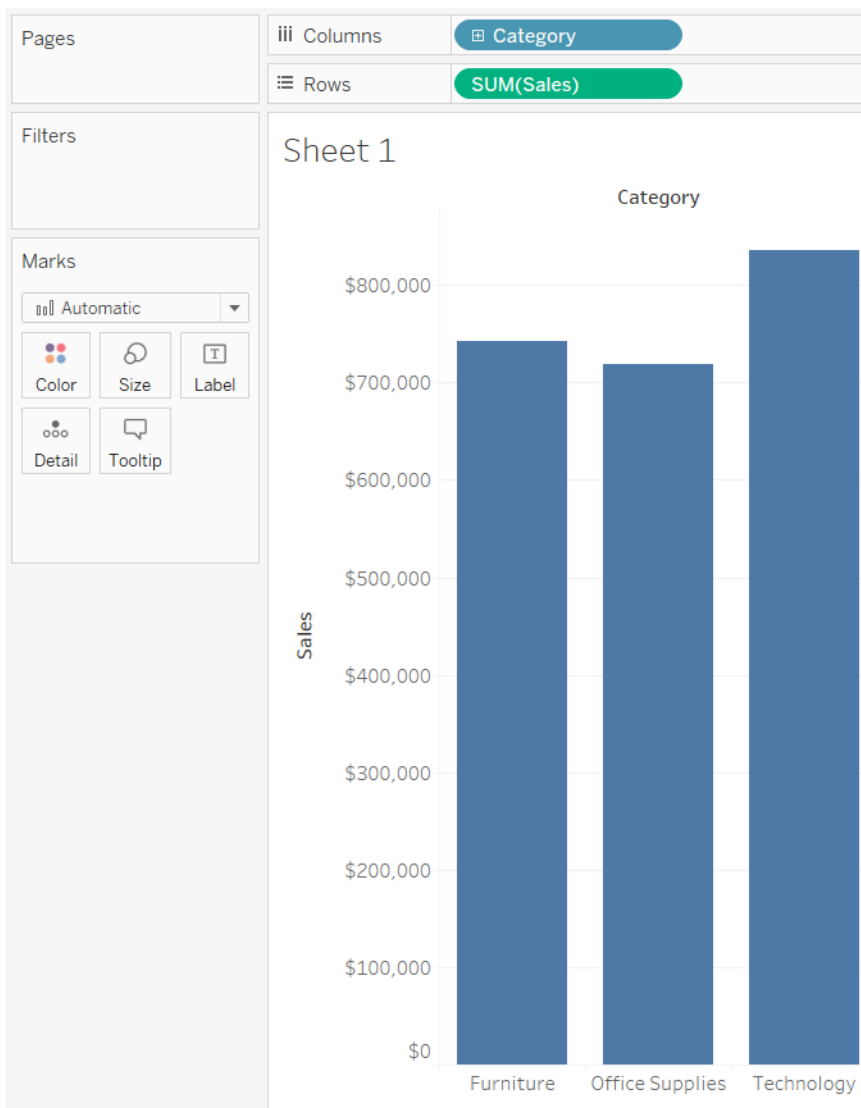 Pages
Columns
Category
Rows
SUM(Sales)
Filters
Marks
Automatic
Color
Size
T
Label
Detail
Tooltip
Sheet 1
Category
Sales
$800,000
$700,000
$600,000
$500,000
$400,000
$300,000
$200,000
$100,000
$0
Furniture
Office Supplies
Technology